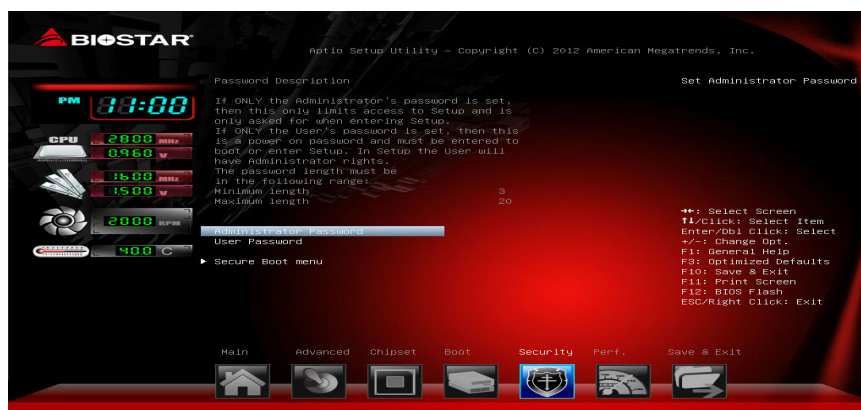 BIOSTAR
Aptio Setup Utility – Copyright (C) 2012 American Megatrends, Inc.
Password Description
Set Administrator Password
If ONLY the Administrator's password is set,
then this only limits access to Setup and is
only asked for when entering Setup.
If ONLY the User's password is set, then this
is a power on password and must be entered to
boot or enter Setup. In Setup the User will
have Administrator rights.
The password length must be
in the following range:
Minimum length 3
Maximum length 20
Administrator Password
User Password
▶ Secure Boot menu
PM 11:00
CPU 2800 MHz
0.960 V
1600 MHz
1.500 V
2000 RPM
40.0 C
→←: Select Screen
↑↓/Click: Select Item
Enter/Dbl Click: Select
+/-: Change Opt.
F1: General Help
F3: Optimized Defaults
F10: Save & Exit
F11: Print Screen
F12: BIOS Flash
ESC/Right Click: Exit
Main Advanced Chipset Boot Security Perf. Save & Exit